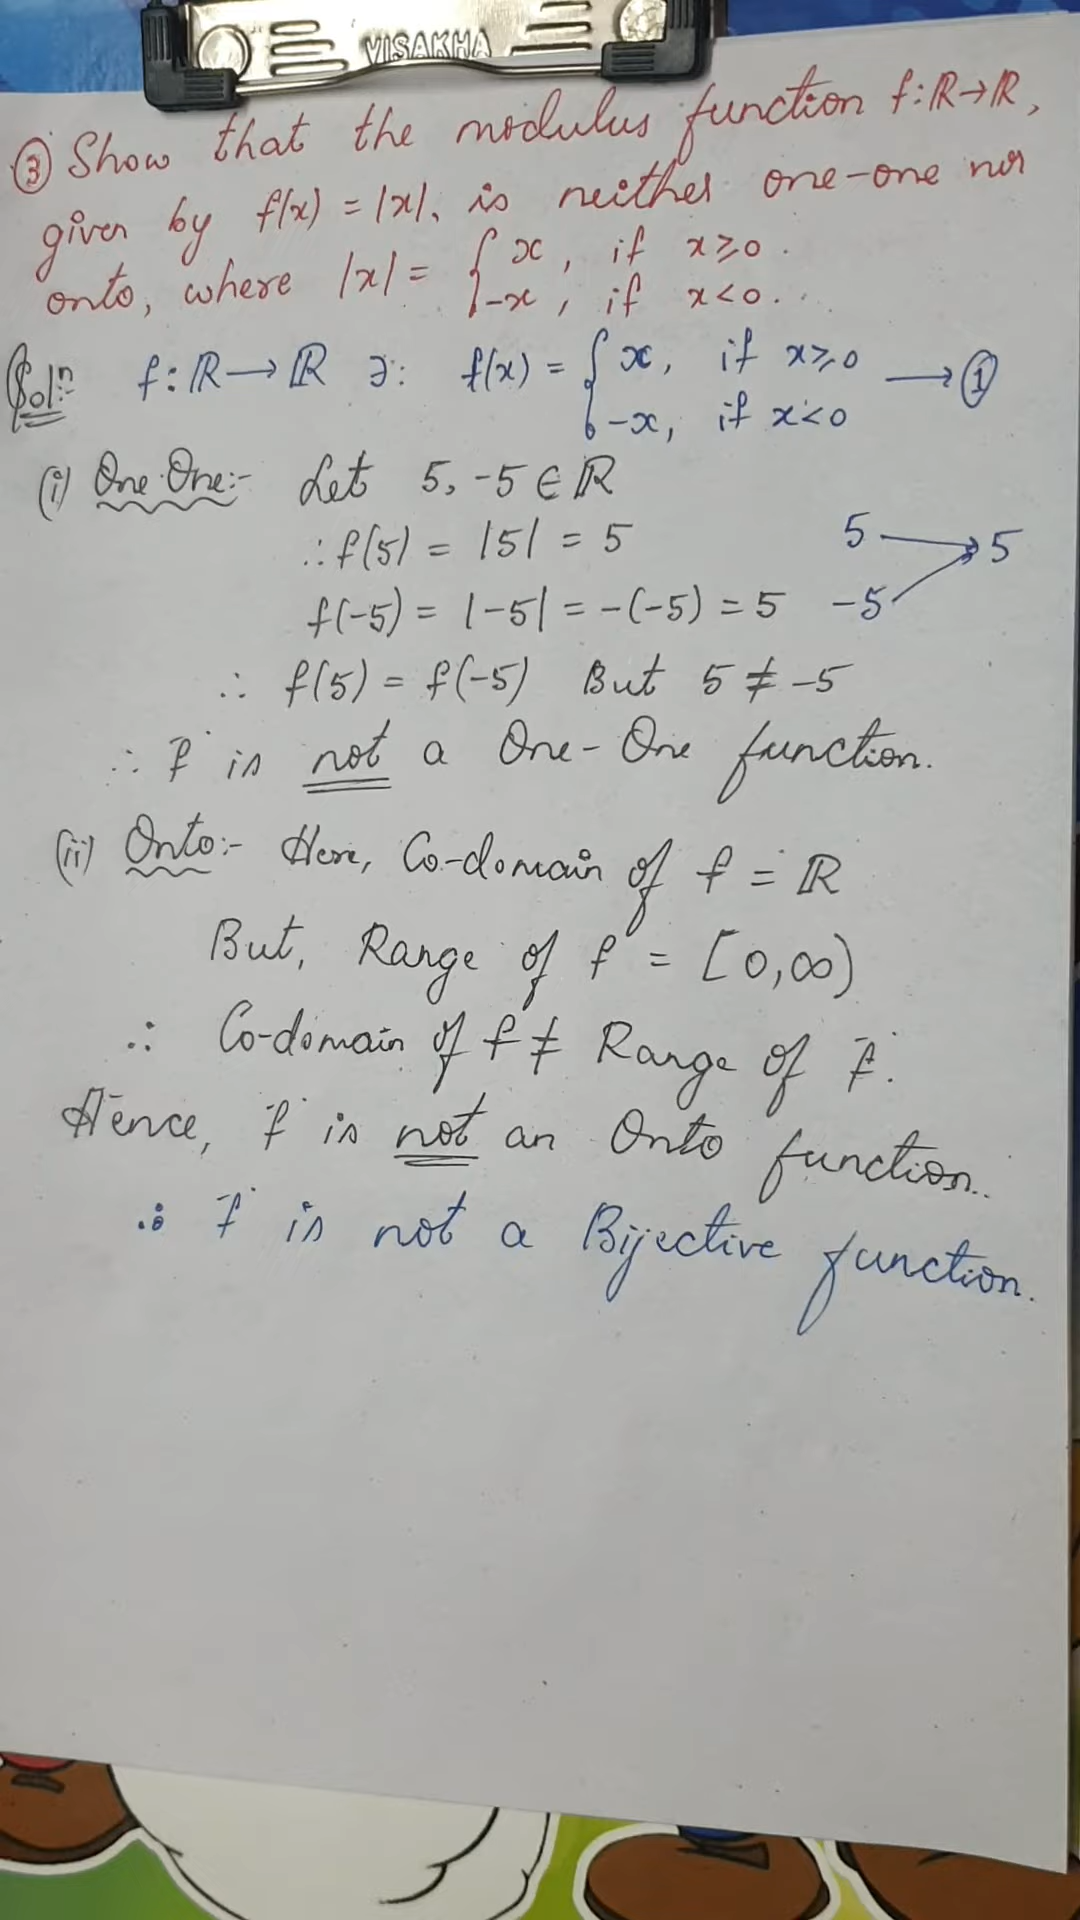 VISAKHA
③ Show that the modulus function f:ℝ→ℝ,
given by f(x) = |x|, is neither one-one nor
onto, where |x| = { x, if x≥0.
-x, if x<0.
Solⁿ:- f:ℝ→ℝ ∋: f(x) = { x, if x≥0 → ①
-x, if x<0
(i) One-One:- Let 5, -5 ∈ ℝ
∴ f(5) = |5| = 5
5 → 5
f(-5) = |-5| = -(-5) = 5 -5
∴ f(5) = f(-5) But 5 ≠ -5
∴ 'f' is not a One-One function.
(ii) Onto:- Here, Co-domain of f = ℝ
But, Range of f = [0,∞)
∴ Co-domain of f ≠ Range of f.
Hence, 'f' is not an Onto function.
∴ 'f' is not a Bijective function.